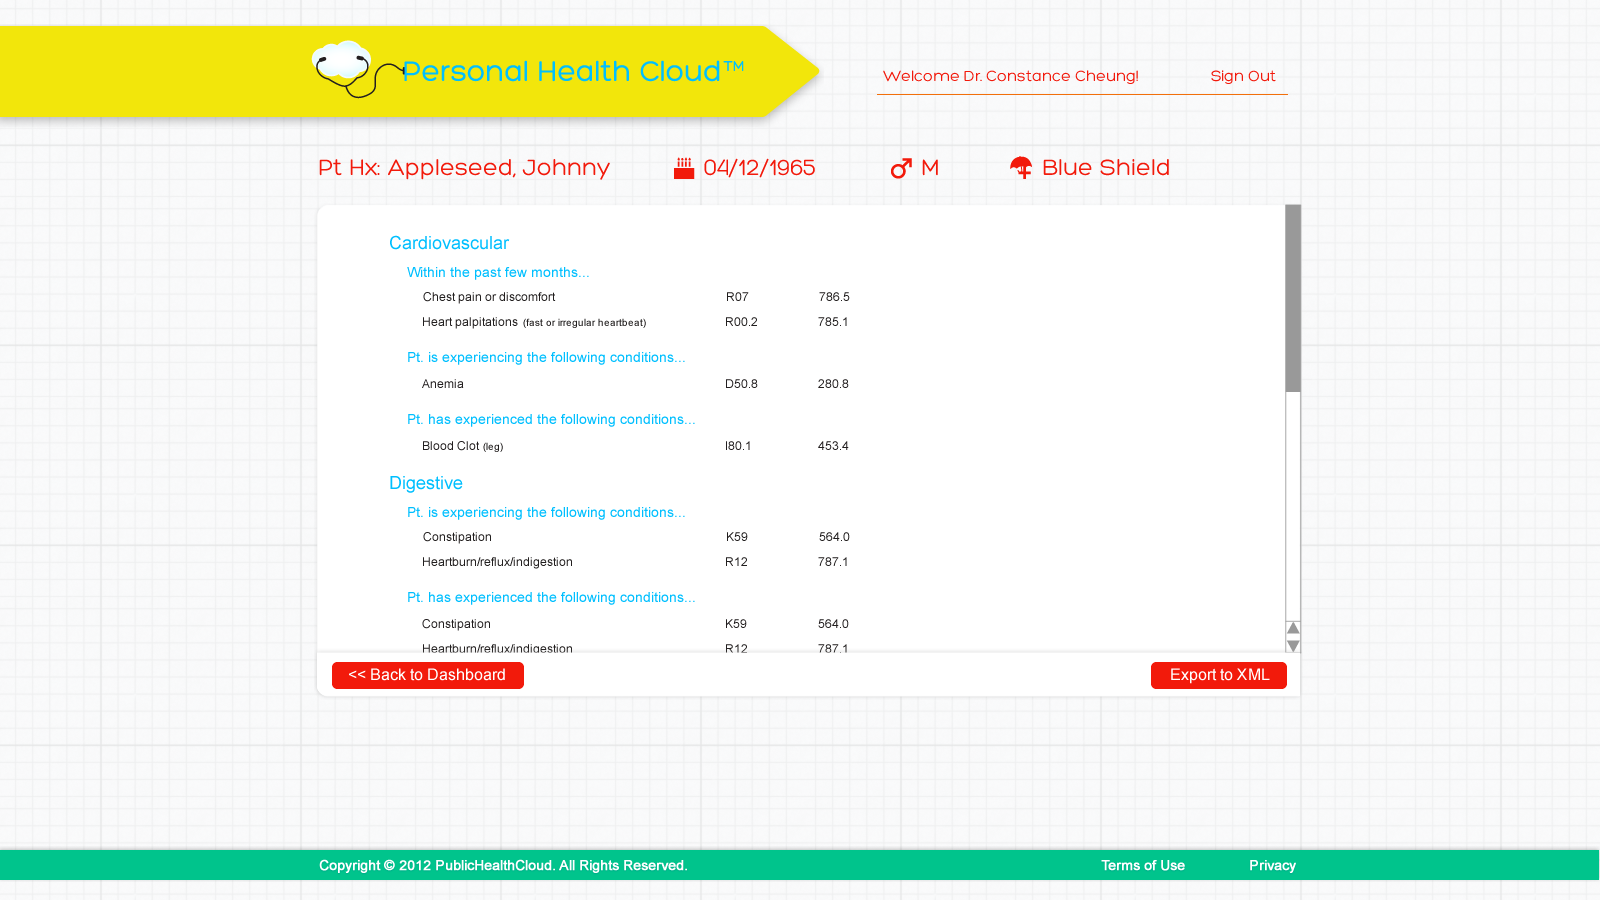 Personal Health Cloud™
Welcome Dr. Constance Cheung! Sign Out
Pt Hx: Appleseed, Johnny 04/12/1965 M Blue Shield
Cardiovascular
Within the past few months...
Chest pain or discomfort R07 786.5
Heart palpitations (fast or irregular heartbeat) R00.2 785.1
Pt. is experiencing the following conditions...
Anemia D50.8 280.8
Pt. has experienced the following conditions...
Blood Clot (leg) I80.1 453.4
Digestive
Pt. is experiencing the following conditions...
Constipation K59 564.0
Heartburn/reflux/indigestion R12 787.1
Pt. has experienced the following conditions...
Constipation K59 564.0
Heartburn/reflux/indigestion R12 787.1
<< Back to Dashboard Export to XML
Copyright © 2012 PublicHealthCloud. All Rights Reserved. Terms of Use Privacy